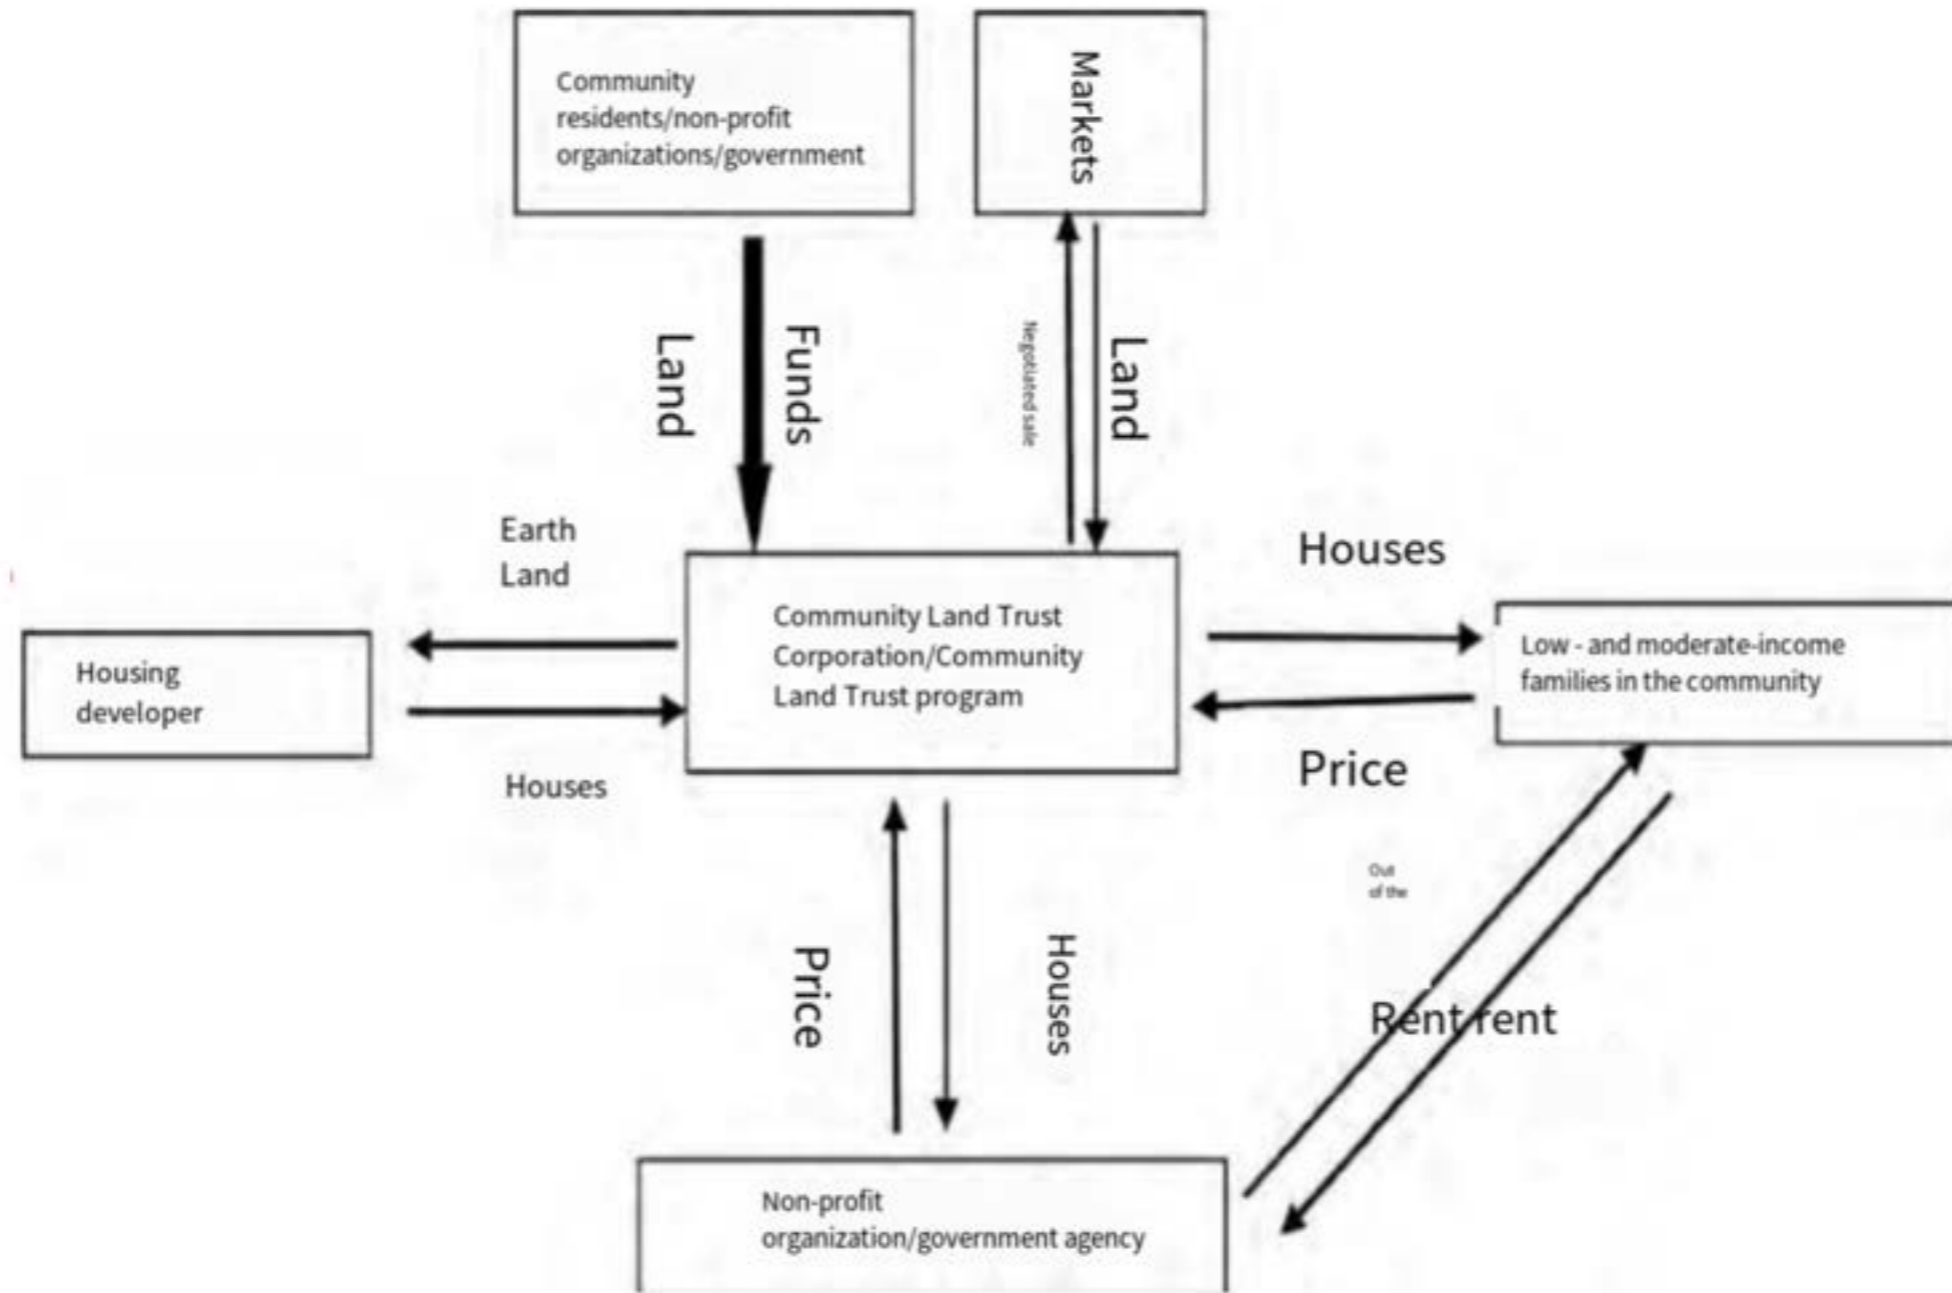 Community
residents/non-profit
organizations/government
Markets
Land
Funds
Negotiated sale
Land
Earth
Land
Houses
Housing
developer
Community Land Trust
Corporation/Community
Land Trust program
Low - and moderate-income
families in the community
Houses
Price
Out
of the
Price
Houses
Rent rent
Non-profit
organization/government agency